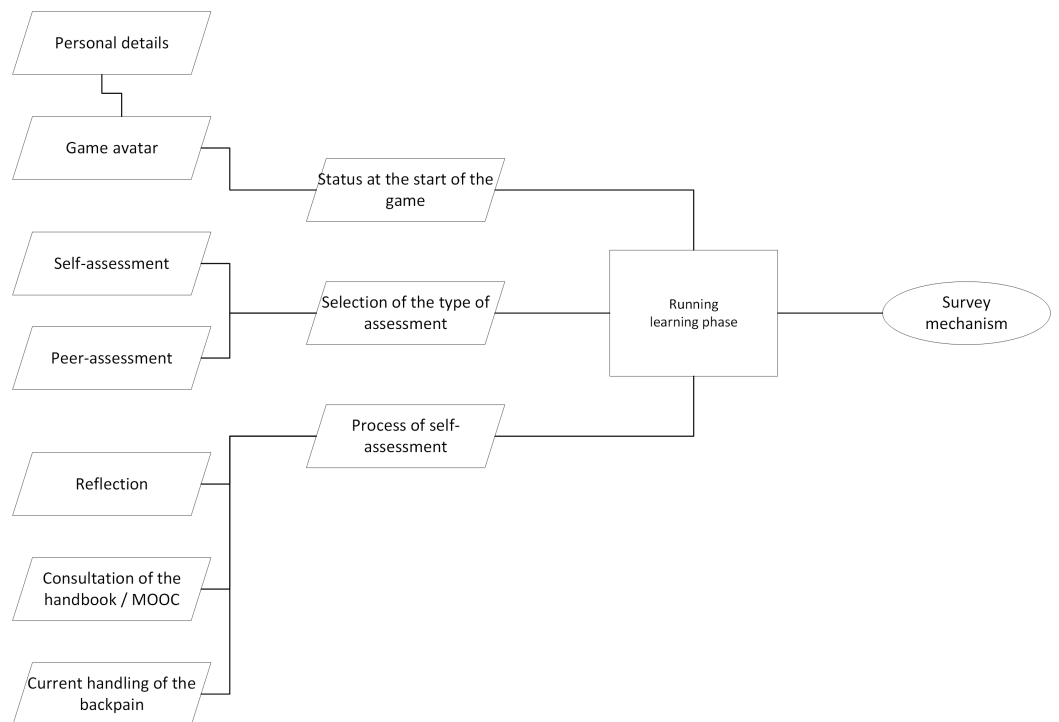 Personal details
Game avatar
Status at the start of the
game
Self-assessment
Selection of the type of
assessment
Peer-assessment
Running
learning phase
Survey
mechanism
Process of self-
assessment
Reflection
Consultation of the
handbook / MOOC
Current handling of the
backpain